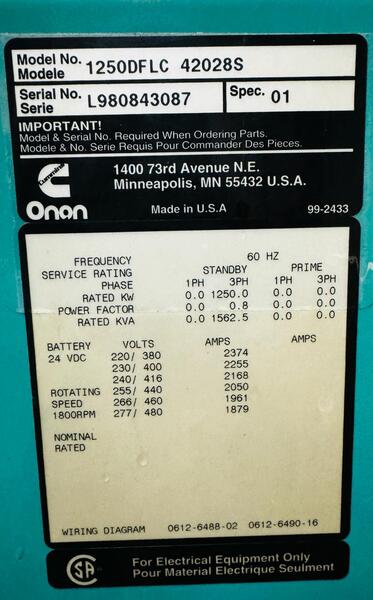 Model No. 1250DFLC 42028S
Modele
Serial No. L980843087 Spec. 01
Serie
IMPORTANT!
Model & Serial No. Required When Ordering Parts.
Modele & No. Serie Requis Pour Commander Des Pieces.
Cummins
1400 73rd Avenue N.E.
Minneapolis, MN 55432 U.S.A.
Onan Made in U.S.A 99-2433
FREQUENCY 60 HZ
SERVICE RATING STANDBY PRIME
PHASE 1PH 3PH 1PH 3PH
RATED KW 0.0 1250.0 0.0 0.0
POWER FACTOR 0.0 0.8 0.0 0.0
RATED KVA 0.0 1562.5 0.0 0.0
BATTERY VOLTS AMPS AMPS
24 VDC 220/ 380 2374
230/ 400 2255
240/ 416 2168
ROTATING 255/ 440 2050
SPEED 266/ 460 1961
1800RPM 277/ 480 1879
NOMINAL
RATED
WIRING DIAGRAM 0612-6488-02 0612-6490-16
CSA
For Electrical Equipment Only
Pour Material Electrique Seulment